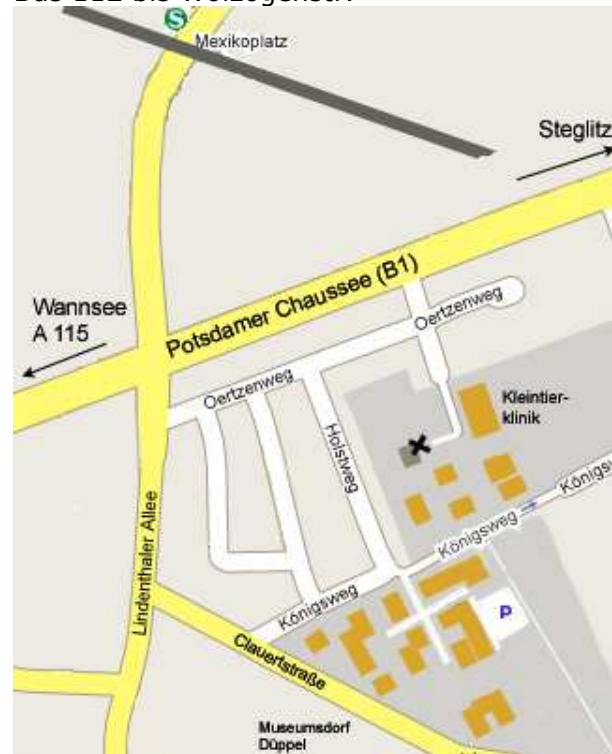 S
Mexikoplatz
Steglitz
Potsdamer Chaussee (B1)
Wannsee
A 115
Oertzenweg
Oertzenweg
Kleintier-
klinik
Holstweg
Königsweg
Königsweg
Lindenthaler Allee
Königsweg
P
Clauertstraße
Museumsdorf
Düppel